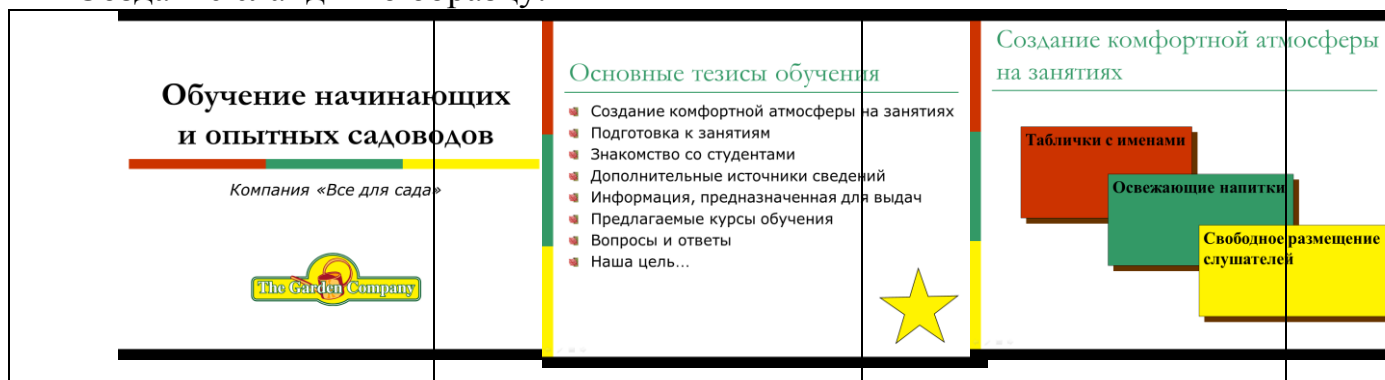 Обучение начинающих
и опытных садоводов
Компания «Все для сада»
The Garden Company
Основные тезисы обучения
Создание комфортной атмосферы на занятиях
Подготовка к занятиям
Знакомство со студентами
Дополнительные источники сведений
Информация, предназначенная для выдач
Предлагаемые курсы обучения
Вопросы и ответы
Наша цель...
Создание комфортной атмосферы
на занятиях
Таблички с именами
Освежающие напитки
Свободное размещение
слушателей